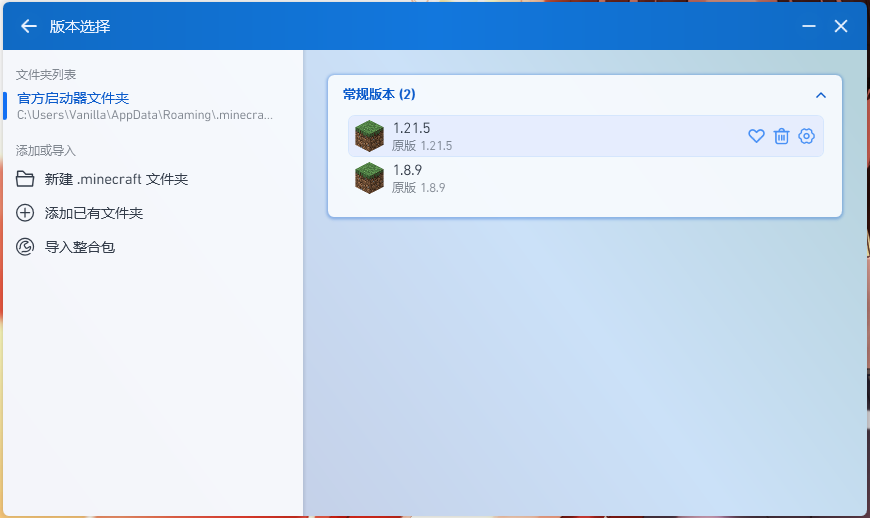 版本选择
文件夹列表
官方启动器文件夹
C:\Users\Vanilla\AppData\Roaming\.minecra...
添加或导入
新建 .minecraft 文件夹
添加已有文件夹
导入整合包
常规版本 (2)
1.21.5
原版 1.21.5
1.8.9
原版 1.8.9